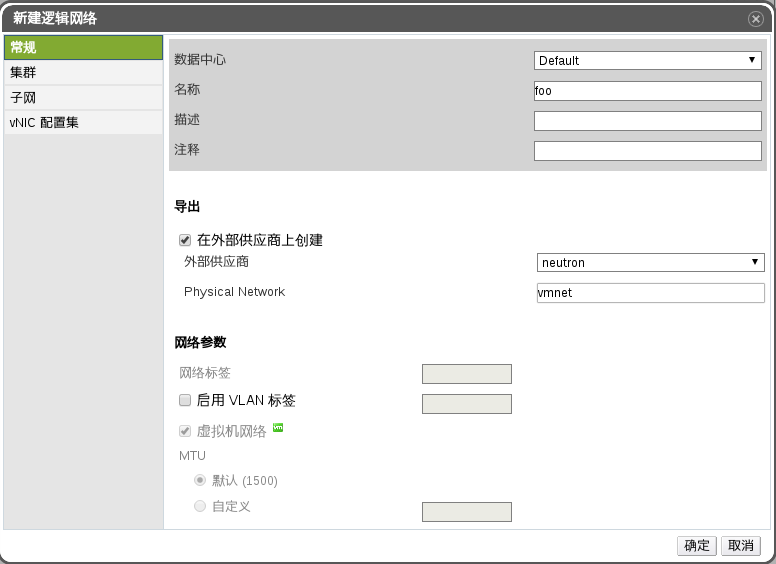 新建逻辑网络
常规
集群
子网
vNIC 配置集
数据中心 Default
名称 foo
描述
注释
导出
在外部供应商上创建
外部供应商 neutron
Physical Network vmnet
网络参数
网络标签
启用 VLAN 标签
虚拟机网络 vm
MTU
默认 (1500)
自定义
确定 取消